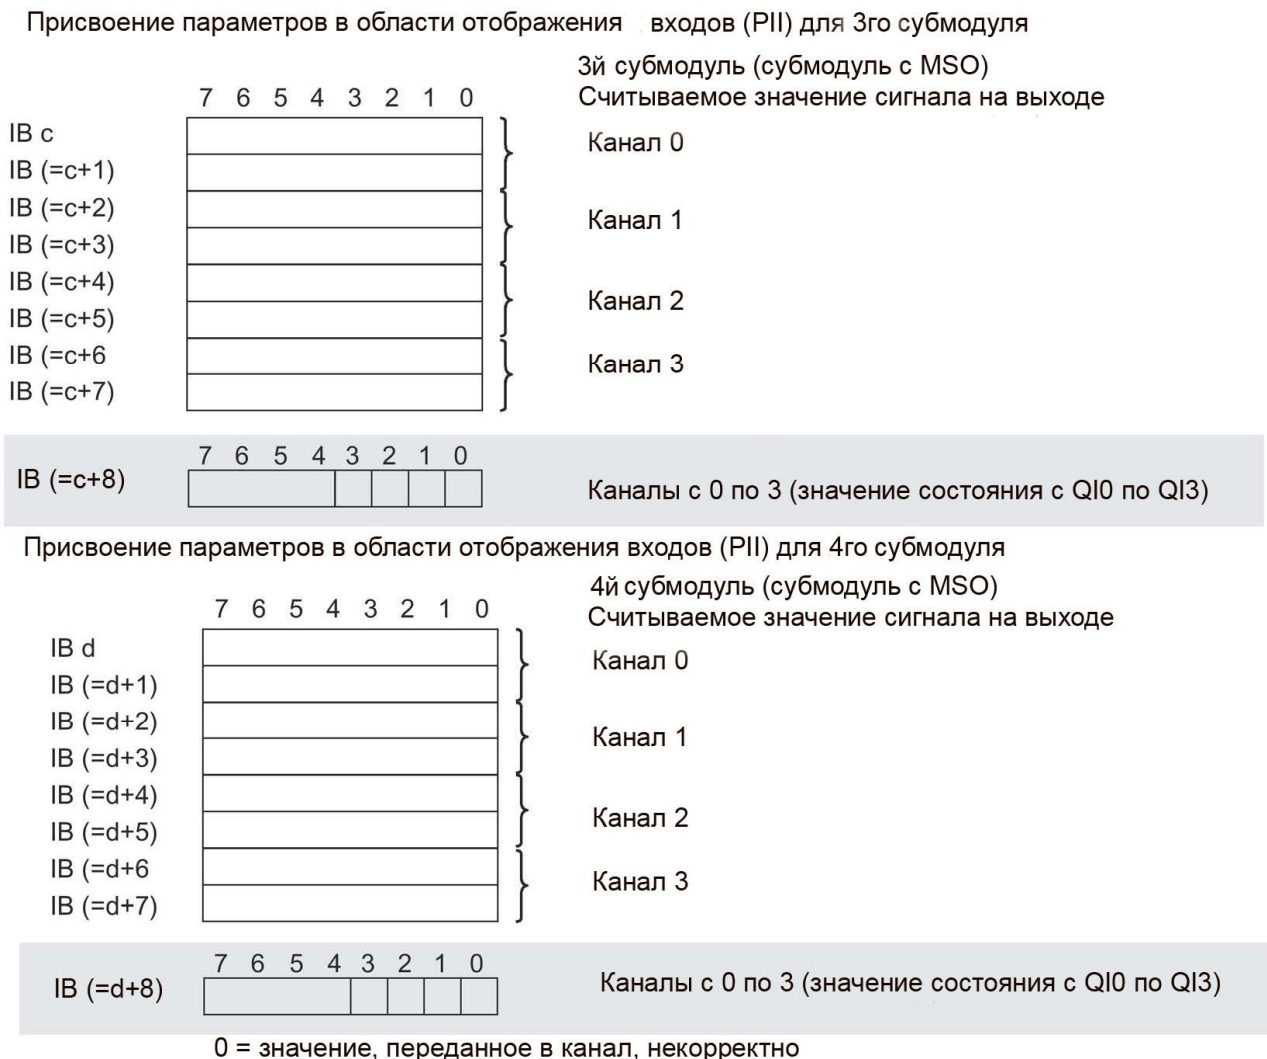 Присвоение параметров в области отображения входов (PII) для 3го субмодуля
3й субмодуль (субмодуль с MSO)
Считываемое значение сигнала на выходе
7 6 5 4 3 2 1 0
IB c
Канал 0
IB (=c+1)
IB (=c+2)
Канал 1
IB (=c+3)
IB (=c+4)
Канал 2
IB (=c+5)
IB (=c+6
Канал 3
IB (=c+7)
7 6 5 4 3 2 1 0
IB (=c+8)
Каналы с 0 по 3 (значение состояния с QI0 по QI3)
Присвоение параметров в области отображения входов (PII) для 4го субмодуля
4й субмодуль (субмодуль с MSO)
7 6 5 4 3 2 1 0
Считываемое значение сигнала на выходе
IB d
Канал 0
IB (=d+1)
IB (=d+2)
Канал 1
IB (=d+3)
IB (=d+4)
Канал 2
IB (=d+5)
IB (=d+6
Канал 3
IB (=d+7)
7 6 5 4 3 2 1 0
IB (=d+8)
Каналы с 0 по 3 (значение состояния с QI0 по QI3)
0 = значение, переданное в канал, некорректно